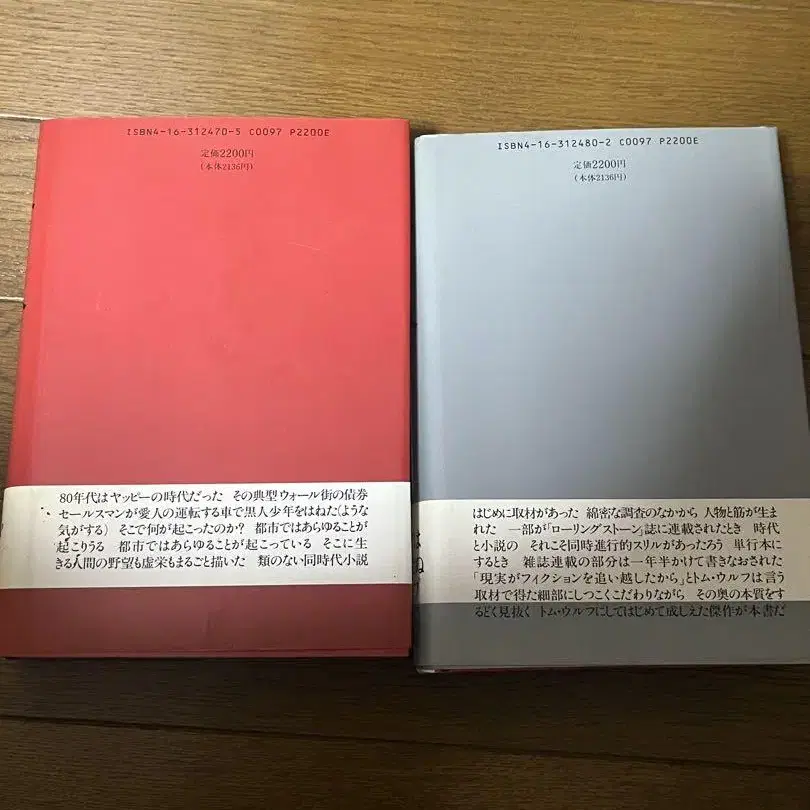 ISBN4-16-312470-5 C0097 P2200E
定価2200円
(本体2136円)
80年代はヤッピーの時代だった その典型ウォール街の債券
セールスマンが愛人の運転する車で黒人少年をはねた(ような
気がする) そこで何が起こったのか? 都市ではあらゆることが
起こりうる 都市ではあらゆることが起こっている そこに生
きる人間の野望も虚栄もまるごと描いた 類のない同時代小説
ISBN4-16-312480-2 C0097 P2200E
定価2200円
(本体2136円)
はじめに取材があった 綿密な調査のなかから 人物と筋が生ま
れた 一部が「ローリングストーン」誌に連載されたとき 時代
と小説の それこそ同時進行的スリルがあったろう 単行本に
するとき 雑誌連載の部分は一年半かけて書きなおされた
「現実がフィクションを追い越したから」とトム・ウルフは言う
取材で得た細部にしつこくこだわりながら その奥の本質をす
るどく見抜く トム・ウルフにしてはじめて成しえた傑作が本書だ